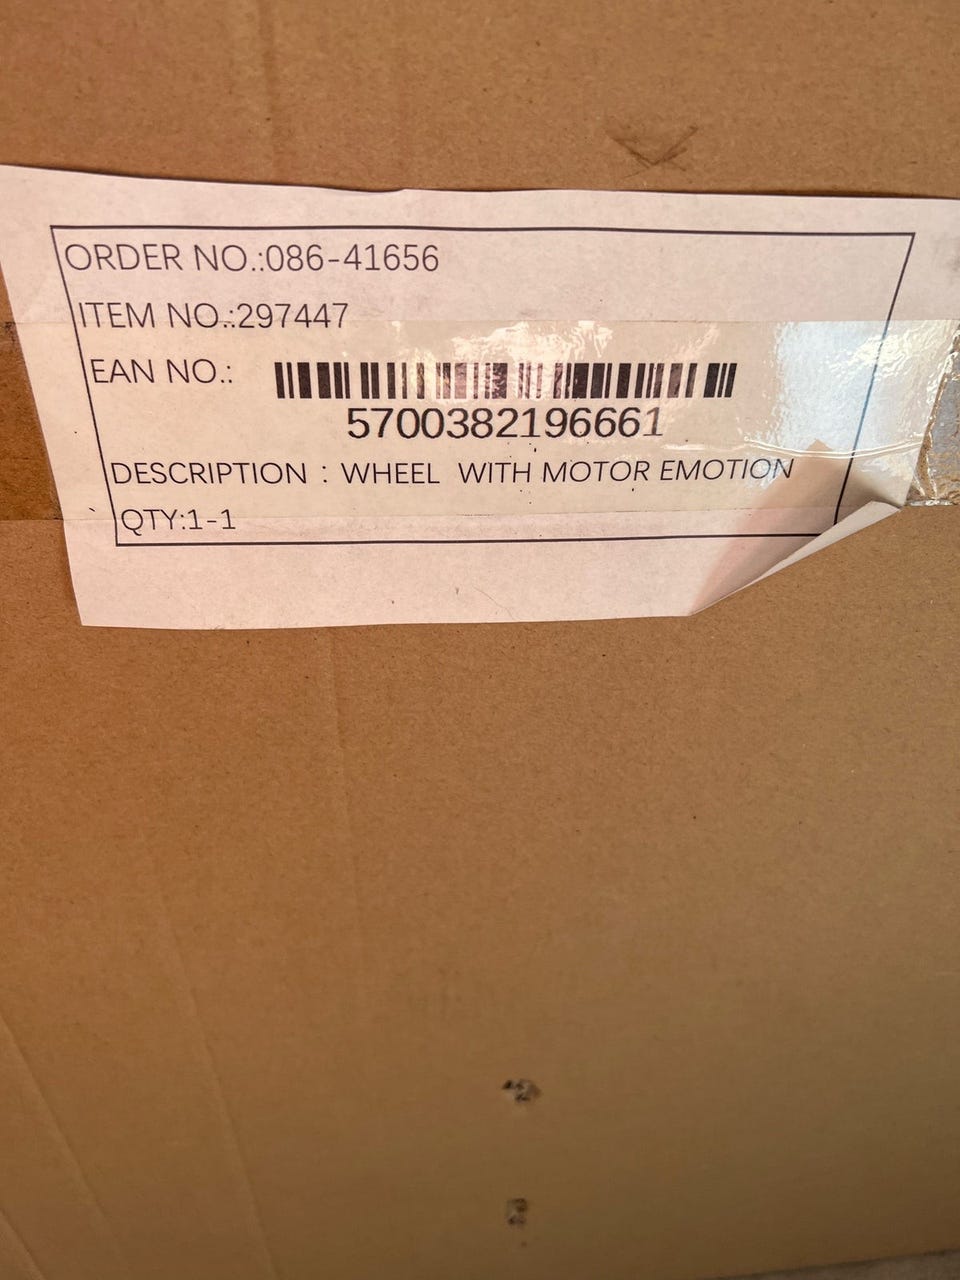 ORDER NO.:086-41656
ITEM NO.:297447
EAN NO.:
5700382196661
DESCRIPTION : WHEEL WITH MOTOR EMOTION
QTY:1-1